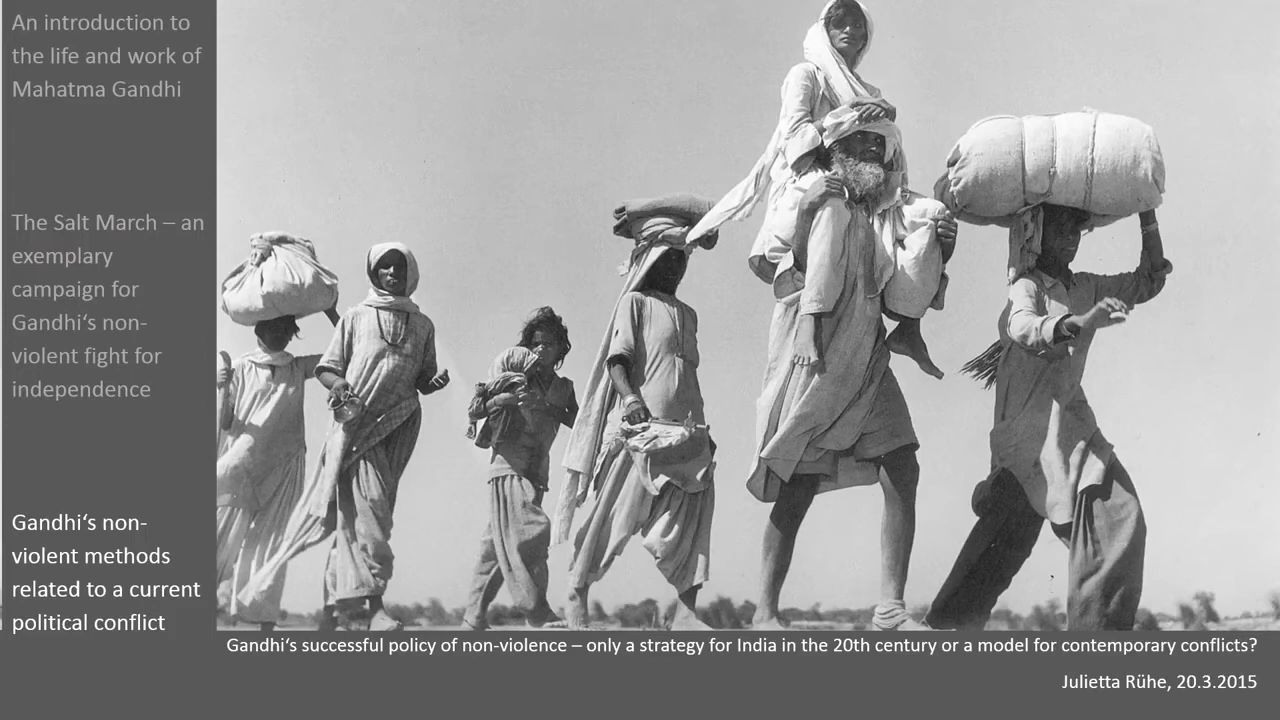 An introduction to
the life and work of
Mahatma Gandhi
The Salt March – an
exemplary
campaign for
Gandhi‘s non-
violent fight for
independence
Gandhi‘s non-
violent methods
related to a current
political conflict
Gandhi‘s successful policy of non-violence – only a strategy for India in the 20th century or a model for contemporary conflicts?
Julietta Rühe, 20.3.2015